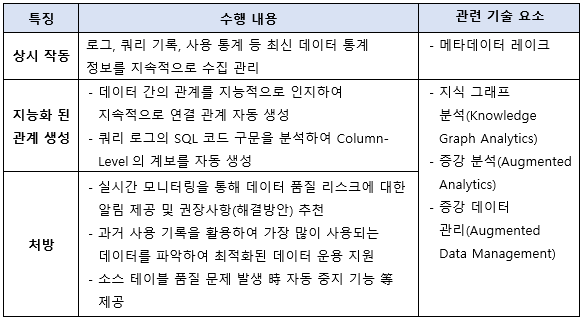 특징
수행 내용
관련 기술 요소
상시 작동
로그, 쿼리 기록, 사용 통계 등 최신 데이터 통계
정보를 지속적으로 수집 관리
- 메타데이터 레이크
지능화 된
관계 생성
- 데이터 간의 관계를 지능적으로 인지하여
지속적으로 연결 관계 자동 생성
- 쿼리 로그의 SQL 코드 구문을 분석하여 Column-
Level 의 계보를 자동 생성
- 지식 그래프
분석(Knowledge
Graph Analytics)
- 증강 분석(Augmented
Analytics)
- 증강 데이터
관리(Augmented
Data Management)
처방
- 실시간 모니터링을 통해 데이터 품질 리스크에 대한
알림 제공 및 권장사항(해결방안) 추천
- 과거 사용 기록을 활용하여 가장 많이 사용되는
데이터를 파악하여 최적화된 데이터 운용 지원
- 소스 테이블 품질 문제 발생 時 자동 중지 기능 等
제공